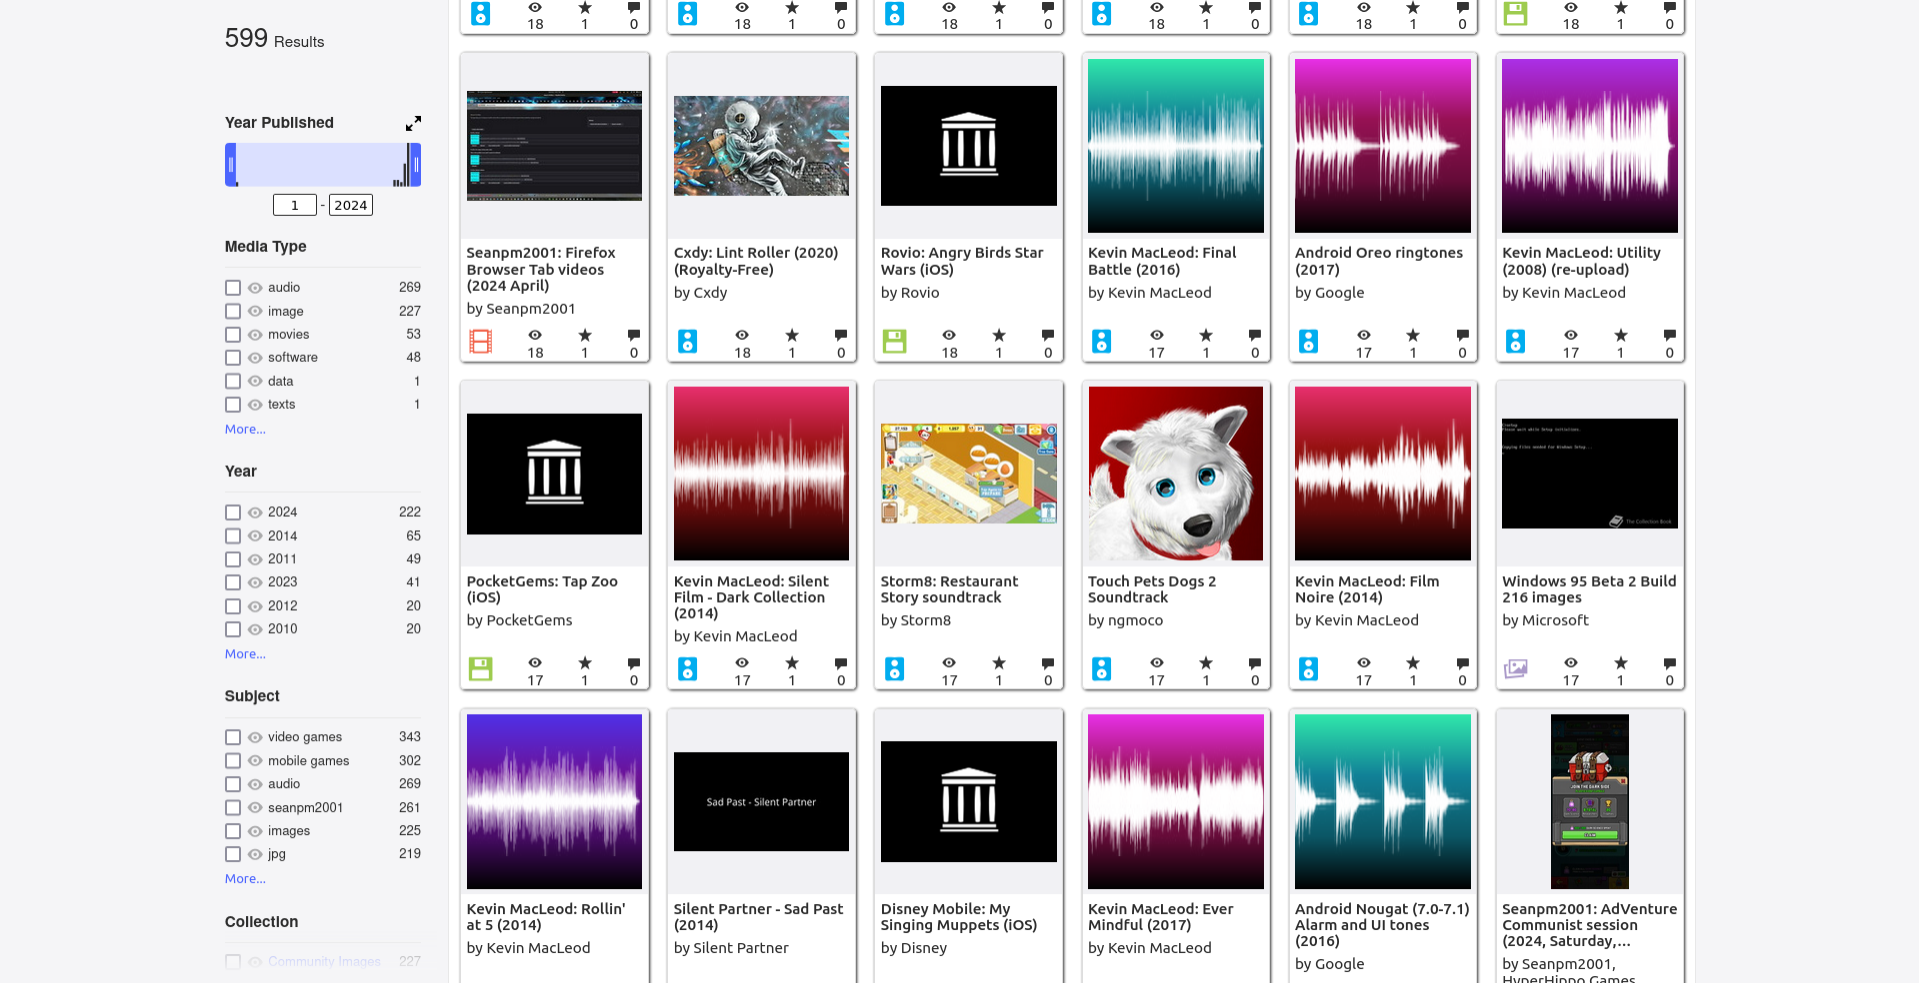 599 Results
Year Published
1 - 2024
Media Type
audio 269
image 227
movies 53
software 48
data 1
texts 1
More...
Year
2024 222
2014 65
2011 49
2023 41
2012 20
2010 20
More...
Subject
video games 343
mobile games 302
audio 269
seanpm2001 261
images 225
jpg 219
More...
Collection
Community Images 227
18 1 0
18 1 0
18 1 0
18 1 0
18 1 0
18 1 0
Seanpm2001: Firefox
Browser Tab videos
(2024 April)
by Seanpm2001
18 1 0
Cxdy: Lint Roller (2020)
(Royalty-Free)
by Cxdy
18 1 0
Rovio: Angry Birds Star
Wars (iOS)
by Rovio
18 1 0
Kevin MacLeod: Final
Battle (2016)
by Kevin MacLeod
17 1 0
Android Oreo ringtones
(2017)
by Google
17 1 0
Kevin MacLeod: Utility
(2008) (re-upload)
by Kevin MacLeod
17 1 0
PocketGems: Tap Zoo
(iOS)
by PocketGems
17 1 0
Kevin MacLeod: Silent
Film - Dark Collection
(2014)
by Kevin MacLeod
17 1 0
Storm8: Restaurant
Story soundtrack
by Storm8
17 1 0
Touch Pets Dogs 2
Soundtrack
by ngmoco
17 1 0
Kevin MacLeod: Film
Noire (2014)
by Kevin MacLeod
17 1 0
The Collection Book
Windows 95 Beta 2 Build
216 images
by Microsoft
17 1 0
Kevin MacLeod: Rollin'
at 5 (2014)
by Kevin MacLeod
Sad Past - Silent Partner
Silent Partner - Sad Past
(2014)
by Silent Partner
Disney Mobile: My
Singing Muppets (iOS)
by Disney
Kevin MacLeod: Ever
Mindful (2017)
by Kevin MacLeod
Android Nougat (7.0-7.1)
Alarm and UI tones
(2016)
by Google
JOIN THE DARK SIDE!
Seanpm2001: AdVenture
Communist session
(2024, Saturday,...
by Seanpm2001,
HyperHippo Games